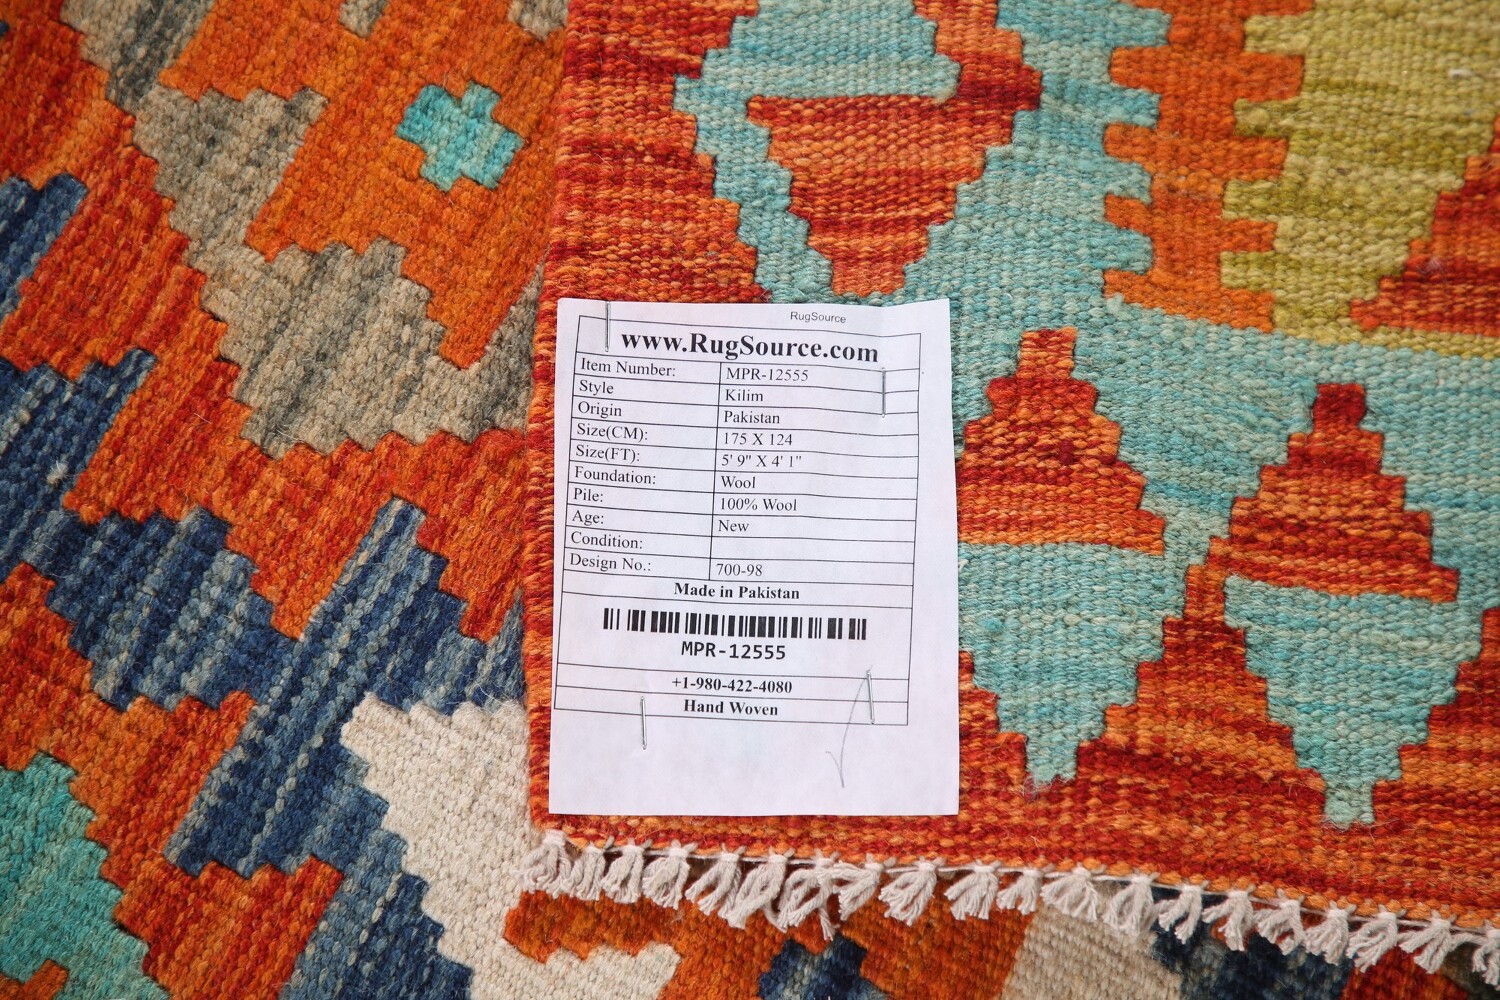 RugSource
www.RugSource.com
Item Number: MPR-12555
Style Kilim
Origin Pakistan
Size(CM): 175 X 124
Size(FT): 5' 9" X 4' 1"
Foundation: Wool
Pile: 100% Wool
Age: New
Condition:
Design No.: 700-98
Made in Pakistan
MPR-12555
+1-980-422-4080
Hand Woven